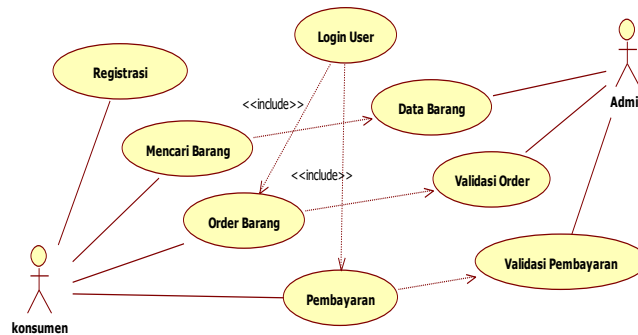 Login User
Registrasi
<<include>>
Data Barang
Admi
Mencari Barang
<<include>>
Validasi Order
Order Barang
Validasi Pembayaran
Pembayaran
konsumen